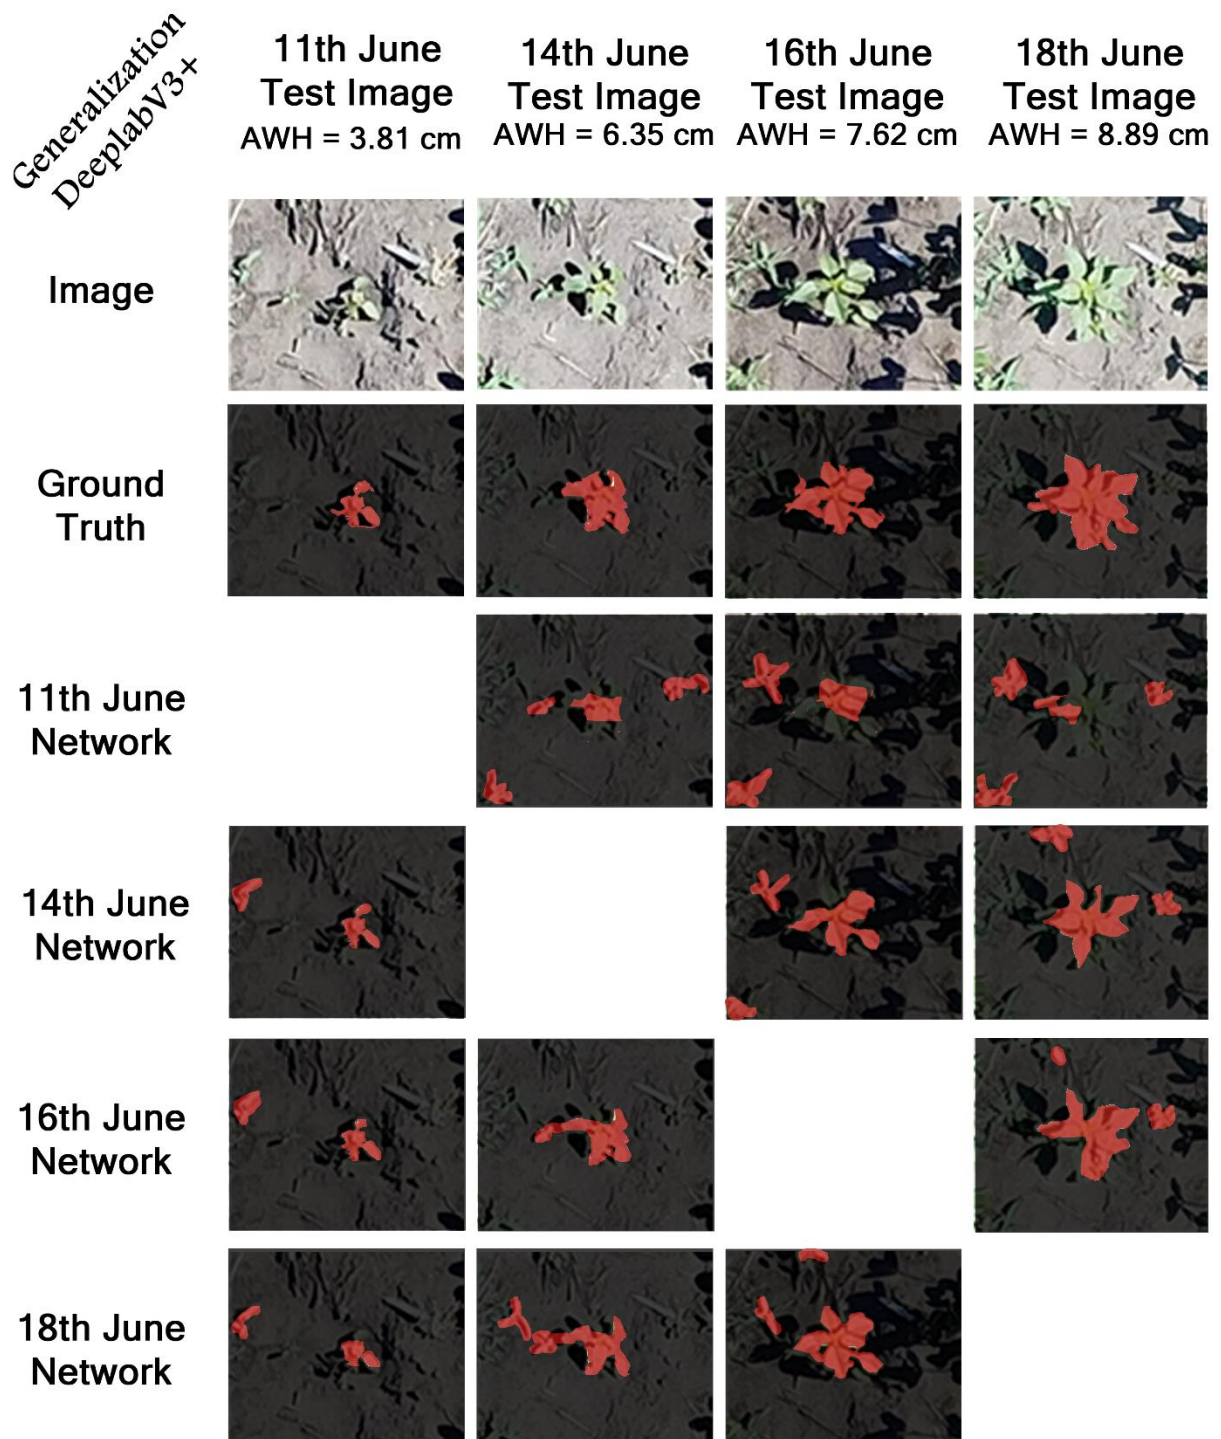 Generalization
DeeplabV3+
11th June
Test Image
AWH = 3.81 cm
14th June
Test Image
AWH = 6.35 cm
16th June
Test Image
AWH = 7.62 cm
18th June
Test Image
AWH = 8.89 cm
Image
Ground
Truth
11th June
Network
14th June
Network
16th June
Network
18th June
Network